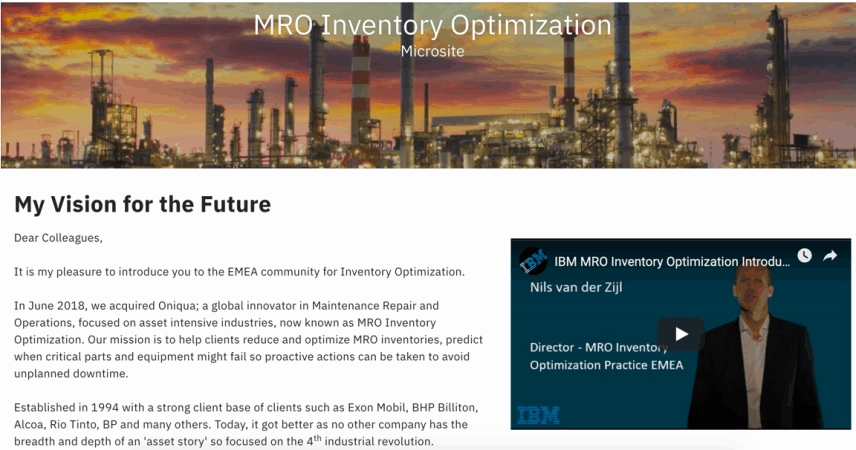 MRO Inventory Optimization
Microsite
My Vision for the Future
Dear Colleagues,
It is my pleasure to introduce you to the EMEA community for Inventory Optimization.
In June 2018, we acquired Oniqua; a global innovator in Maintenance Repair and
Operations, focused on asset intensive industries, now known as MRO Inventory
Optimization. Our mission is to help clients reduce and optimize MRO inventories, predict
when critical parts and equipment might fail so proactive actions can be taken to avoid
unplanned downtime.
Established in 1994 with a strong client base of clients such as Exon Mobil, BHP Billiton,
Alcoa, Rio Tinto, BP and many others. Today, it got better as no other company has the
breadth and depth of an 'asset story' so focused on the 4th industrial revolution.
IBM
IBM MRO Inventory Optimization Introdu...
Nils van der Zijl
Director - MRO Inventory
Optimization Practice EMEA
IBM